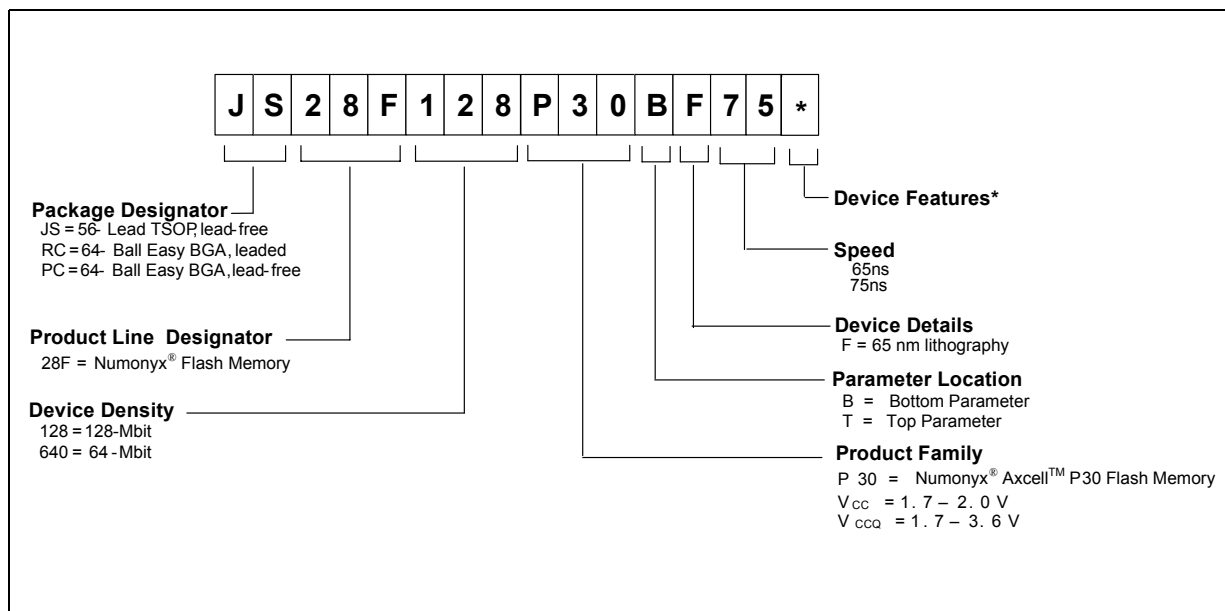 J S 2 8 F 1 2 8 P 3 0 B F 7 5 *
Package Designator
JS = 56- Lead TSOP, lead-free
RC = 64- Ball Easy BGA, leaded
PC = 64- Ball Easy BGA, lead-free
Product Line Designator
28F = Numonyx® Flash Memory
Device Density
128 = 128-Mbit
640 = 64-Mbit
Device Features*
Speed
65ns
75ns
Device Details
F = 65 nm lithography
Parameter Location
B = Bottom Parameter
T = Top Parameter
Product Family
P 30 = Numonyx® Axcell™ P30 Flash Memory
VCC = 1.7 – 2.0 V
VCCQ = 1.7 – 3.6 V